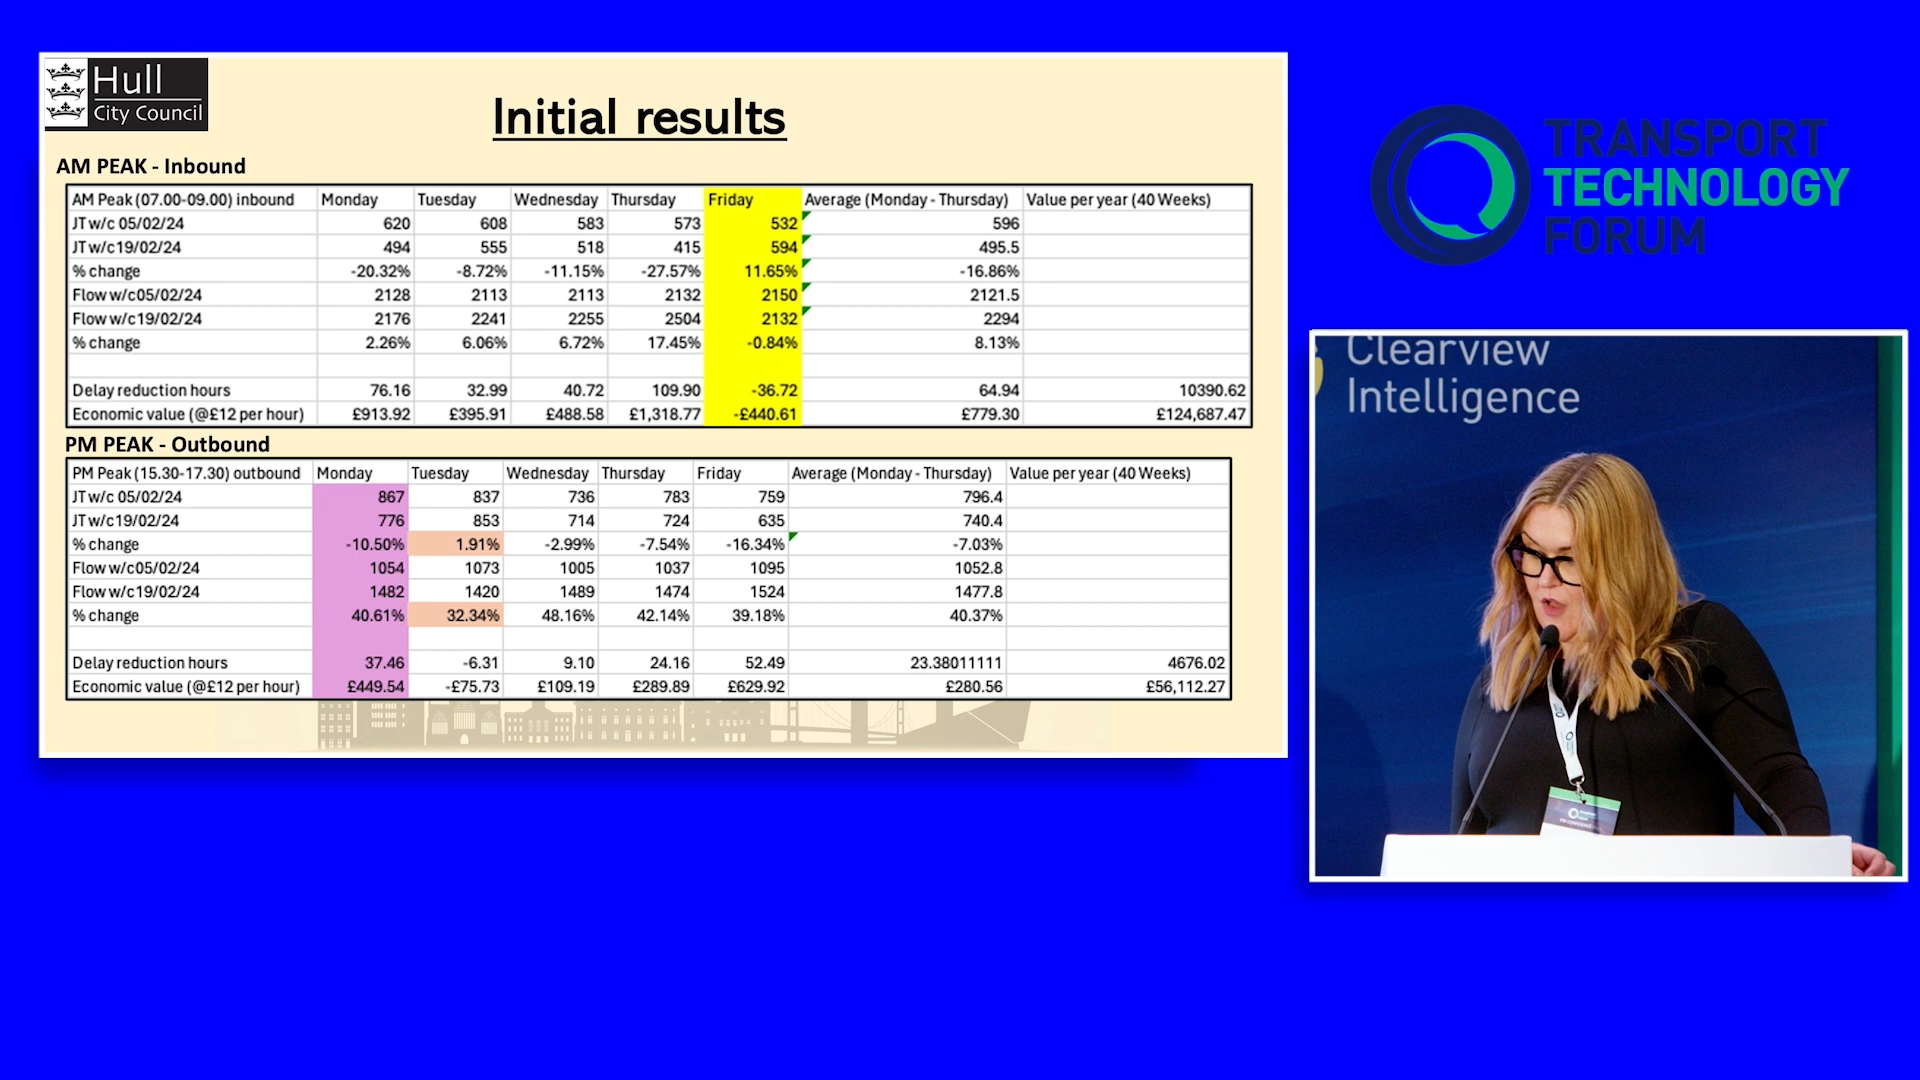 Hull
City Council
Initial results
AM PEAK - Inbound
AM Peak (07.00-09.00) inbound Monday Tuesday Wednesday Thursday Friday Average (Monday - Thursday) Value per year (40 Weeks)
JT w/c 05/02/24 620 608 583 573 532 596
JT w/c19/02/24 494 555 518 415 594 495.5
% change -20.32% -8.72% -11.15% -27.57% 11.65% -16.86%
Flow w/c05/02/24 2128 2113 2113 2132 2150 2121.5
Flow w/c19/02/24 2176 2241 2255 2504 2132 2294
% change 2.26% 6.06% 6.72% 17.45% -0.84% 8.13%
Delay reduction hours 76.16 32.99 40.72 109.90 -36.72 64.94 10390.62
Economic value (@£12 per hour) £913.92 £395.91 £488.58 £1,318.77 -£440.61 £779.30 £124,687.47
PM PEAK - Outbound
PM Peak (15.30-17.30) outbound Monday Tuesday Wednesday Thursday Friday Average (Monday - Thursday) Value per year (40 Weeks)
JT w/c 05/02/24 867 837 736 783 759 796.4
JT w/c19/02/24 776 853 714 724 635 740.4
% change -10.50% 1.91% -2.99% -7.54% -16.34% -7.03%
Flow w/c05/02/24 1054 1073 1005 1037 1095 1052.8
Flow w/c19/02/24 1482 1420 1489 1474 1524 1477.8
% change 40.61% 32.34% 48.16% 42.14% 39.18% 40.37%
Delay reduction hours 37.46 -6.31 9.10 24.16 52.49 23.38011111 4676.02
Economic value (@£12 per hour) £449.54 -£75.73 £109.19 £289.89 £629.92 £280.56 £56,112.27
TRANSPORT
TECHNOLOGY
FORUM
Clearview
Intelligence